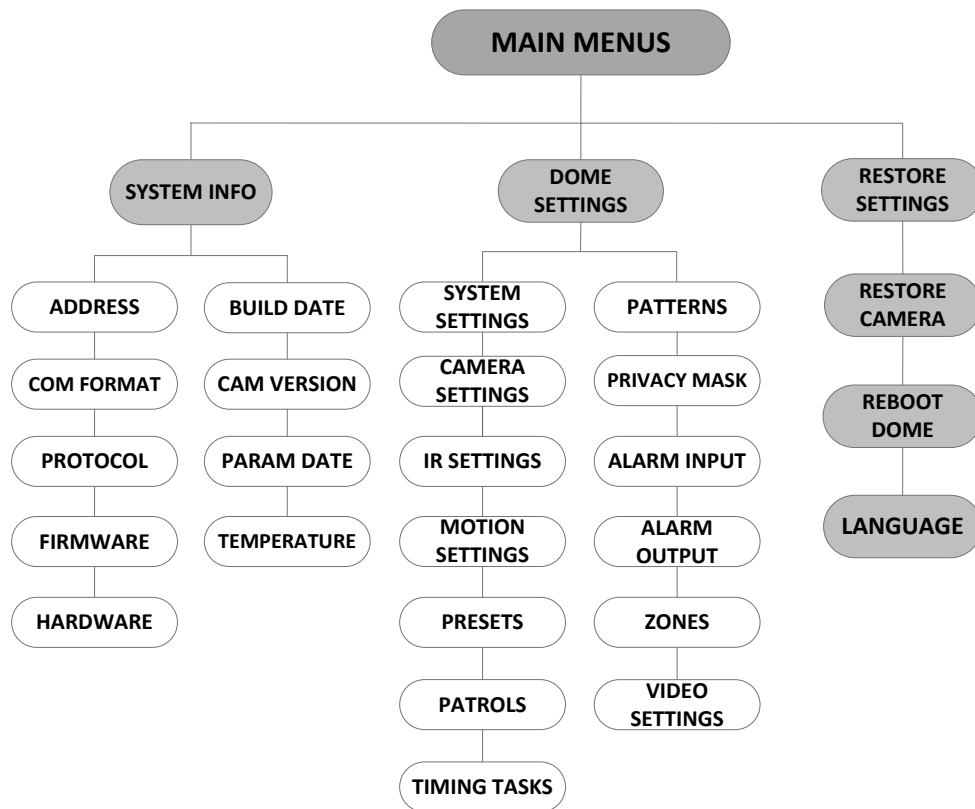 MAIN MENUS
SYSTEM INFO
DOME
SETTINGS
RESTORE
SETTINGS
ADDRESS
COM FORMAT
PROTOCOL
FIRMWARE
HARDWARE
BUILD DATE
CAM VERSION
PARAM DATE
TEMPERATURE
SYSTEM
SETTINGS
CAMERA
SETTINGS
IR SETTINGS
MOTION
SETTINGS
PRESETS
PATROLS
TIMING TASKS
PATTERNS
PRIVACY MASK
ALARM INPUT
ALARM
OUTPUT
ZONES
VIDEO
SETTINGS
RESTORE
CAMERA
REBOOT
DOME
LANGUAGE